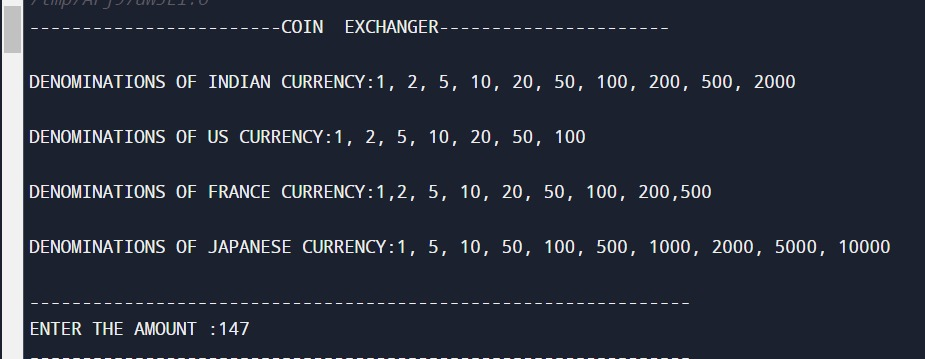 -----------------------COIN  EXCHANGER---------------------
DENOMINATIONS OF INDIAN CURRENCY:1, 2, 5, 10, 20, 50, 100, 200, 500, 2000
DENOMINATIONS OF US CURRENCY:1, 2, 5, 10, 20, 50, 100
DENOMINATIONS OF FRANCE CURRENCY:1,2, 5, 10, 20, 50, 100, 200,500
DENOMINATIONS OF JAPANESE CURRENCY:1, 5, 10, 50, 100, 500, 1000, 2000, 5000, 10000
---------------------------------------------------------------
ENTER THE AMOUNT :147
---------------------------------------------------------------